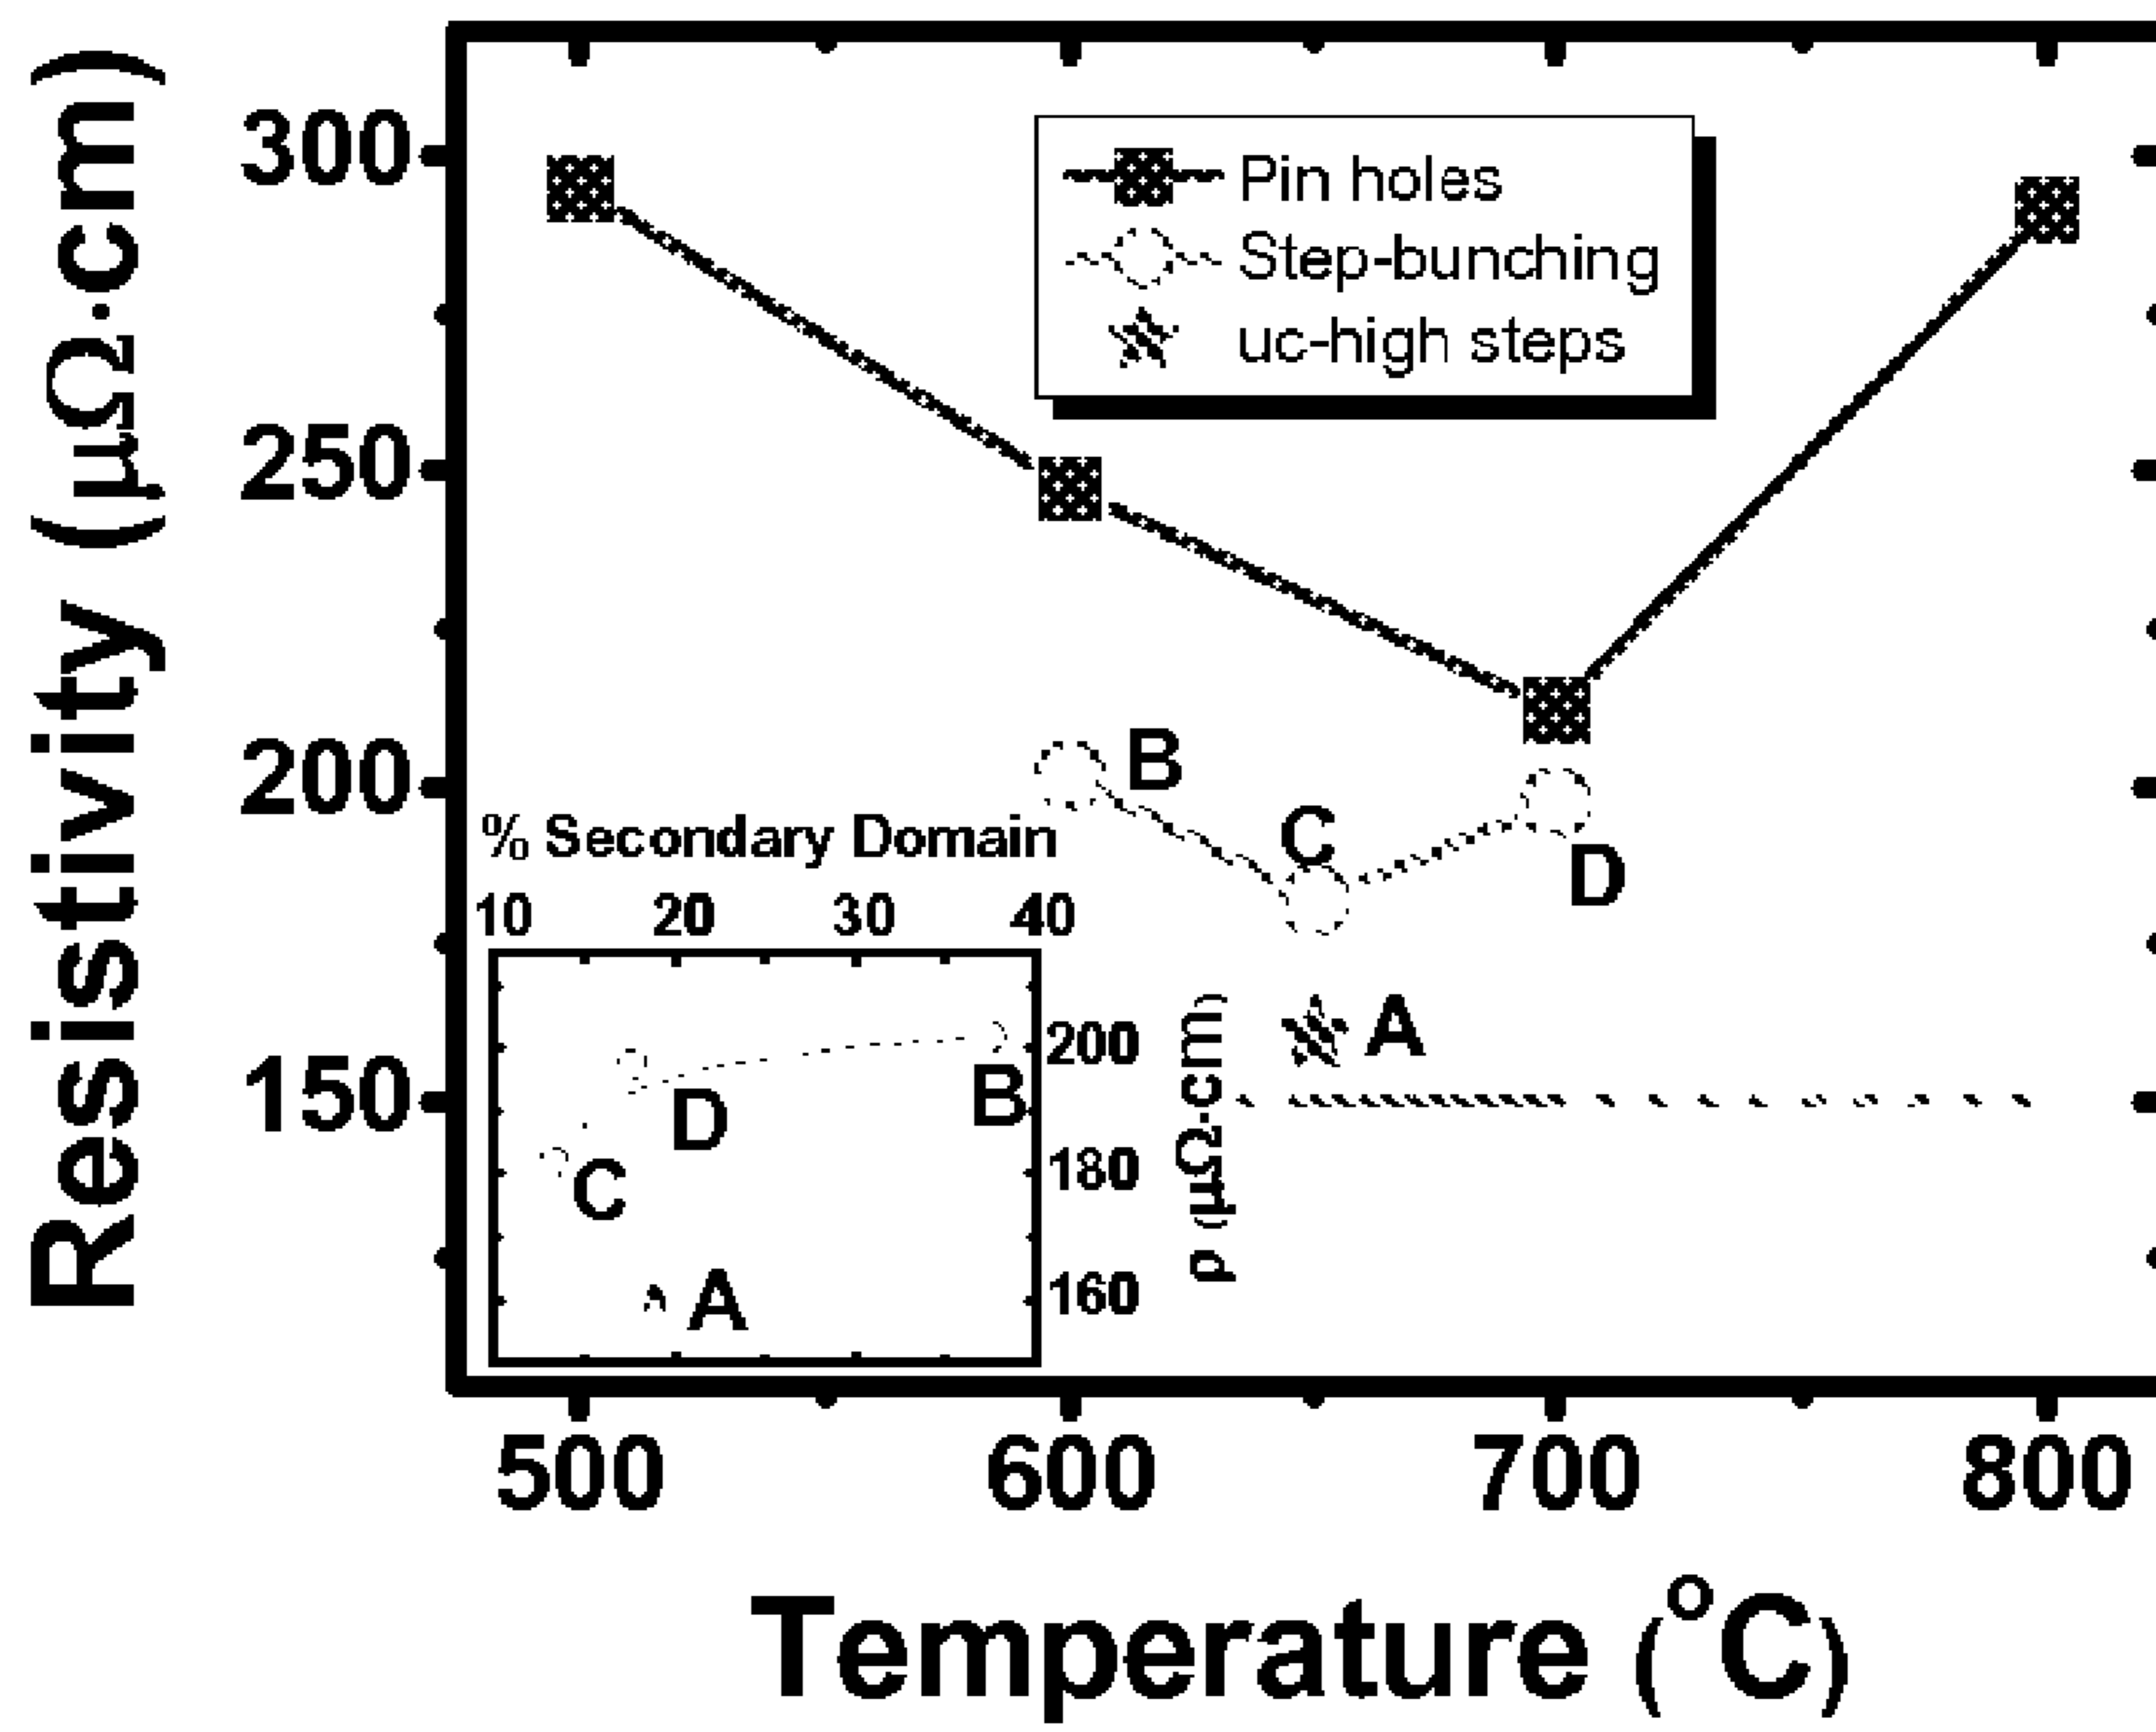 Resistivity (μΩ·cm)
300
250
200
150
Pin holes
Step-bunching
uc-high steps
B
C
D
A
% Secondary Domain
10 20 30 40
200
180
160
ρ (μΩ·cm)
D
B
C
A
500 600 700 800
Temperature (°C)